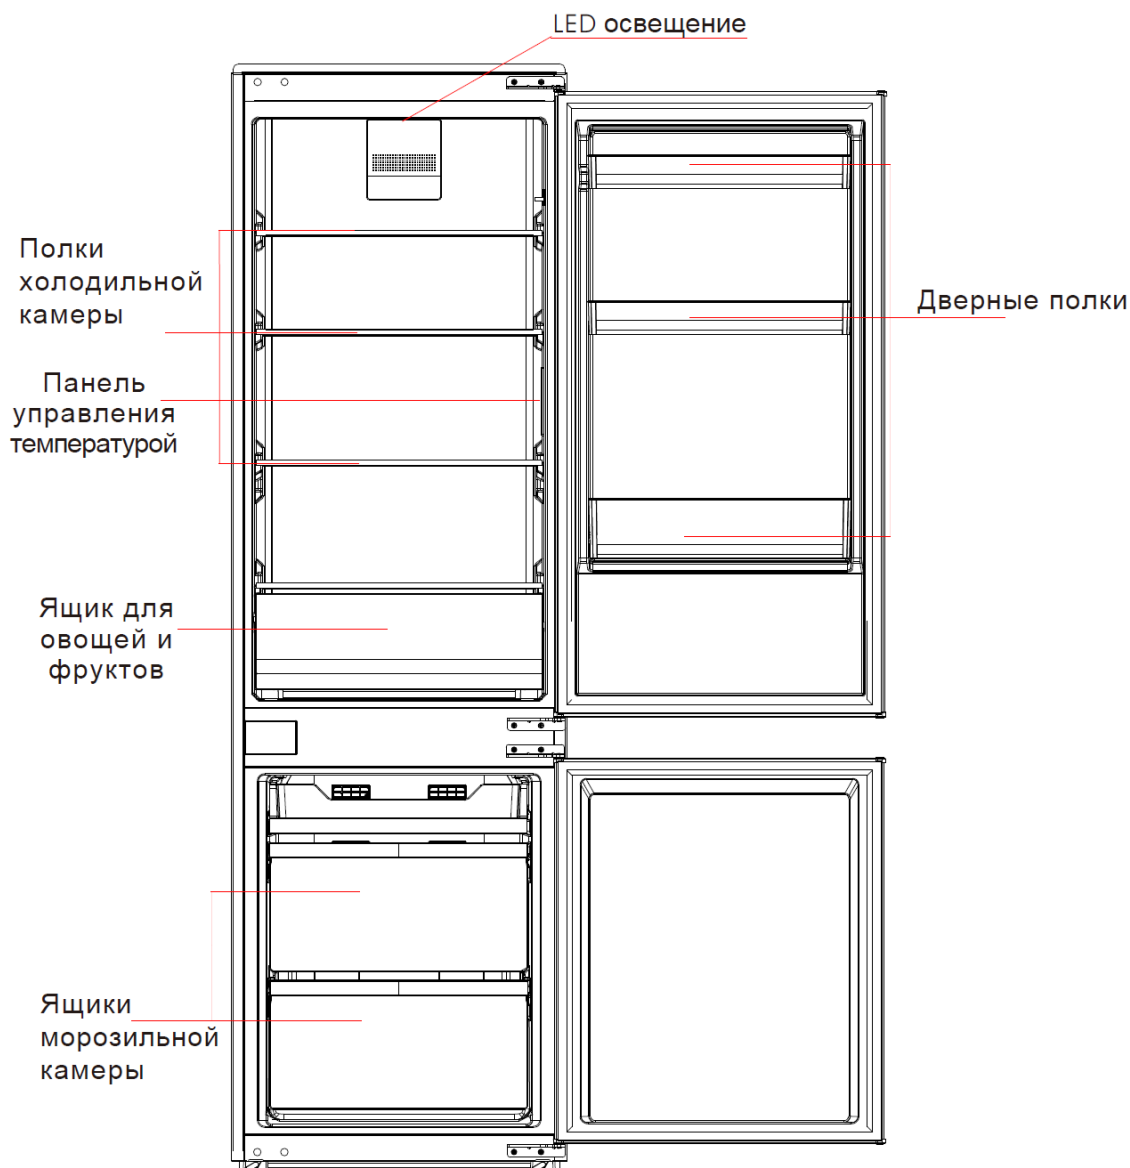 LED освещение
Полки
холодильной
камеры
Дверные полки
Панель
управления
температурой
Ящик для
овощей и
фруктов
Ящики
морозильной
камеры